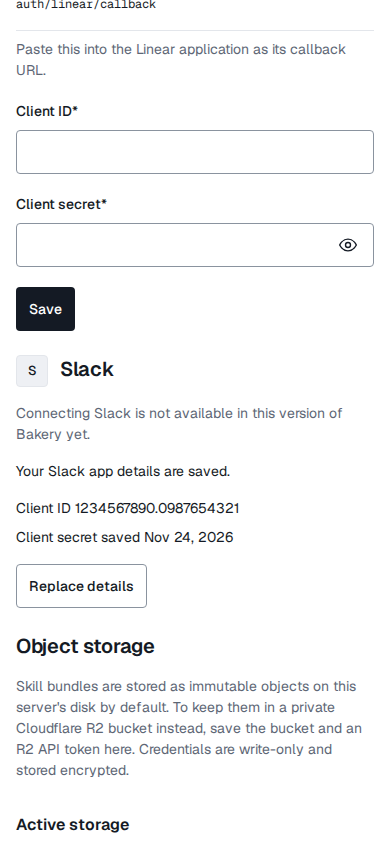 auth/linear/callback
Paste this into the Linear application as its callback
URL.
Client ID*
Client secret*
Save
S
Slack
Connecting Slack is not available in this version of
Bakery yet.
Your Slack app details are saved.
Client ID 1234567890.0987654321
Client secret saved Nov 24, 2026
Replace details
Object storage
Skill bundles are stored as immutable objects on this
server's disk by default. To keep them in a private
Cloudflare R2 bucket instead, save the bucket and an
R2 API token here. Credentials are write-only and
stored encrypted.
Active storage